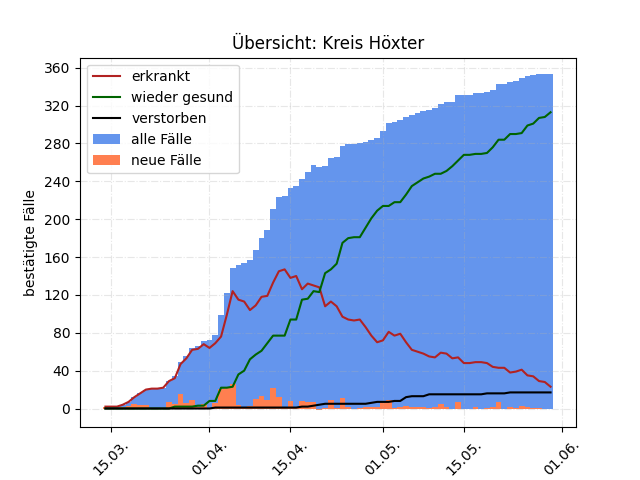 Übersicht: Kreis Höxter
erkrankt
wieder gesund
verstorben
alle Fälle
neue Fälle
bestätigte Fälle
360
320
280
240
200
160
120
80
40
0
15.03.
01.04.
15.04.
01.05.
15.05.
01.06.